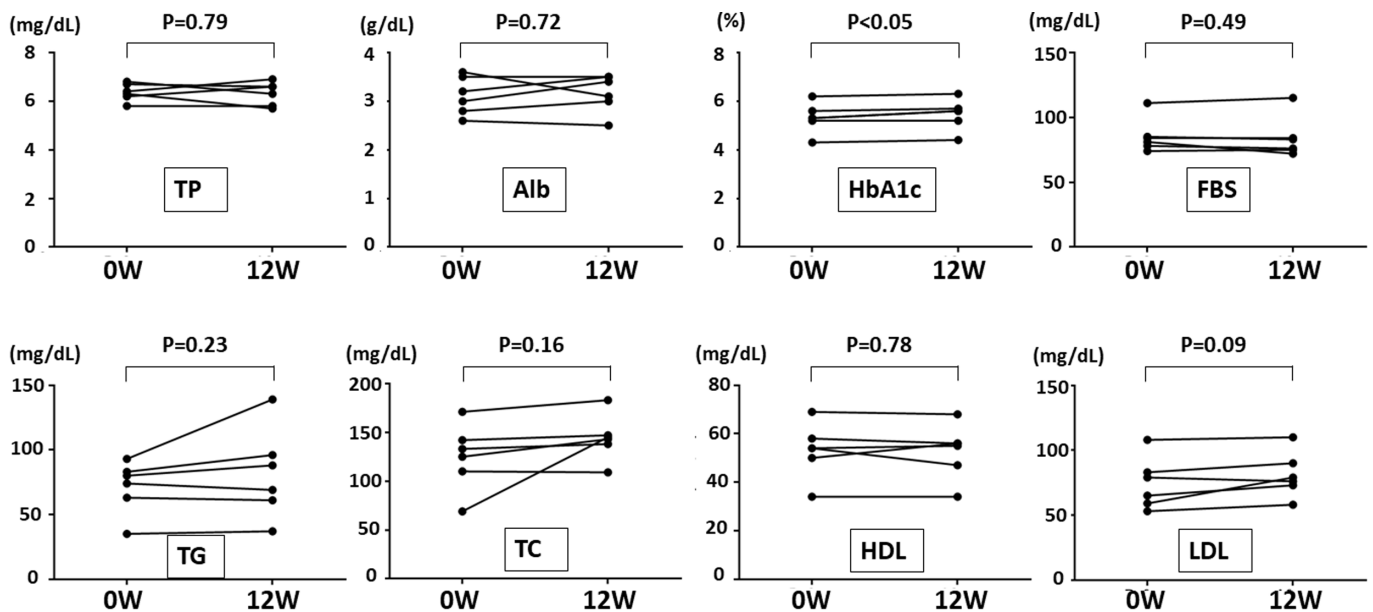 (mg/dL) P=0.79
8
6
4
2
0
TP
0W 12W
(g/dL) P=0.72
4
3
2
1
0
Alb
0W 12W
(%) P<0.05
8
6
4
2
0
HbA1c
0W 12W
(mg/dL) P=0.49
150
100
50
0
FBS
0W 12W
(mg/dL) P=0.23
150
100
50
0
TG
0W 12W
(mg/dL) P=0.16
200
150
100
50
0
TC
0W 12W
(mg/dL) P=0.78
80
60
40
20
0
HDL
0W 12W
(mg/dL) P=0.09
150
100
50
0
LDL
0W 12W